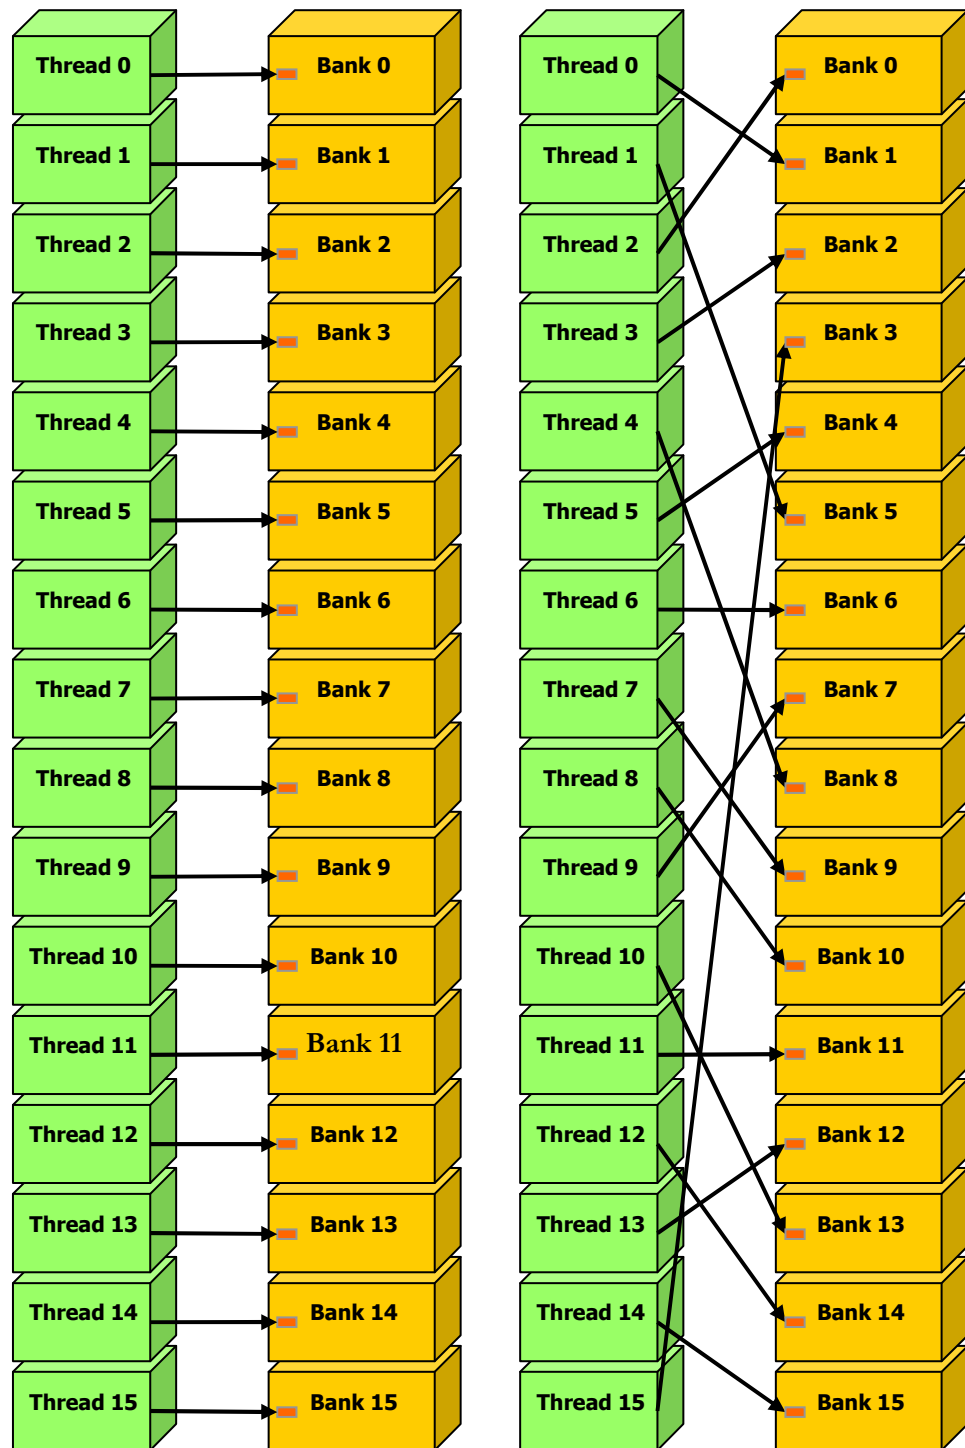 Thread 0 Bank 0 Thread 0 Bank 0
Thread 1 Bank 1 Thread 1 Bank 1
Thread 2 Bank 2 Thread 2 Bank 2
Thread 3 Bank 3 Thread 3 Bank 3
Thread 4 Bank 4 Thread 4 Bank 4
Thread 5 Bank 5 Thread 5 Bank 5
Thread 6 Bank 6 Thread 6 Bank 6
Thread 7 Bank 7 Thread 7 Bank 7
Thread 8 Bank 8 Thread 8 Bank 8
Thread 9 Bank 9 Thread 9 Bank 9
Thread 10 Bank 10 Thread 10 Bank 10
Thread 11 Bank 11 Thread 11 Bank 11
Thread 12 Bank 12 Thread 12 Bank 12
Thread 13 Bank 13 Thread 13 Bank 13
Thread 14 Bank 14 Thread 14 Bank 14
Thread 15 Bank 15 Thread 15 Bank 15